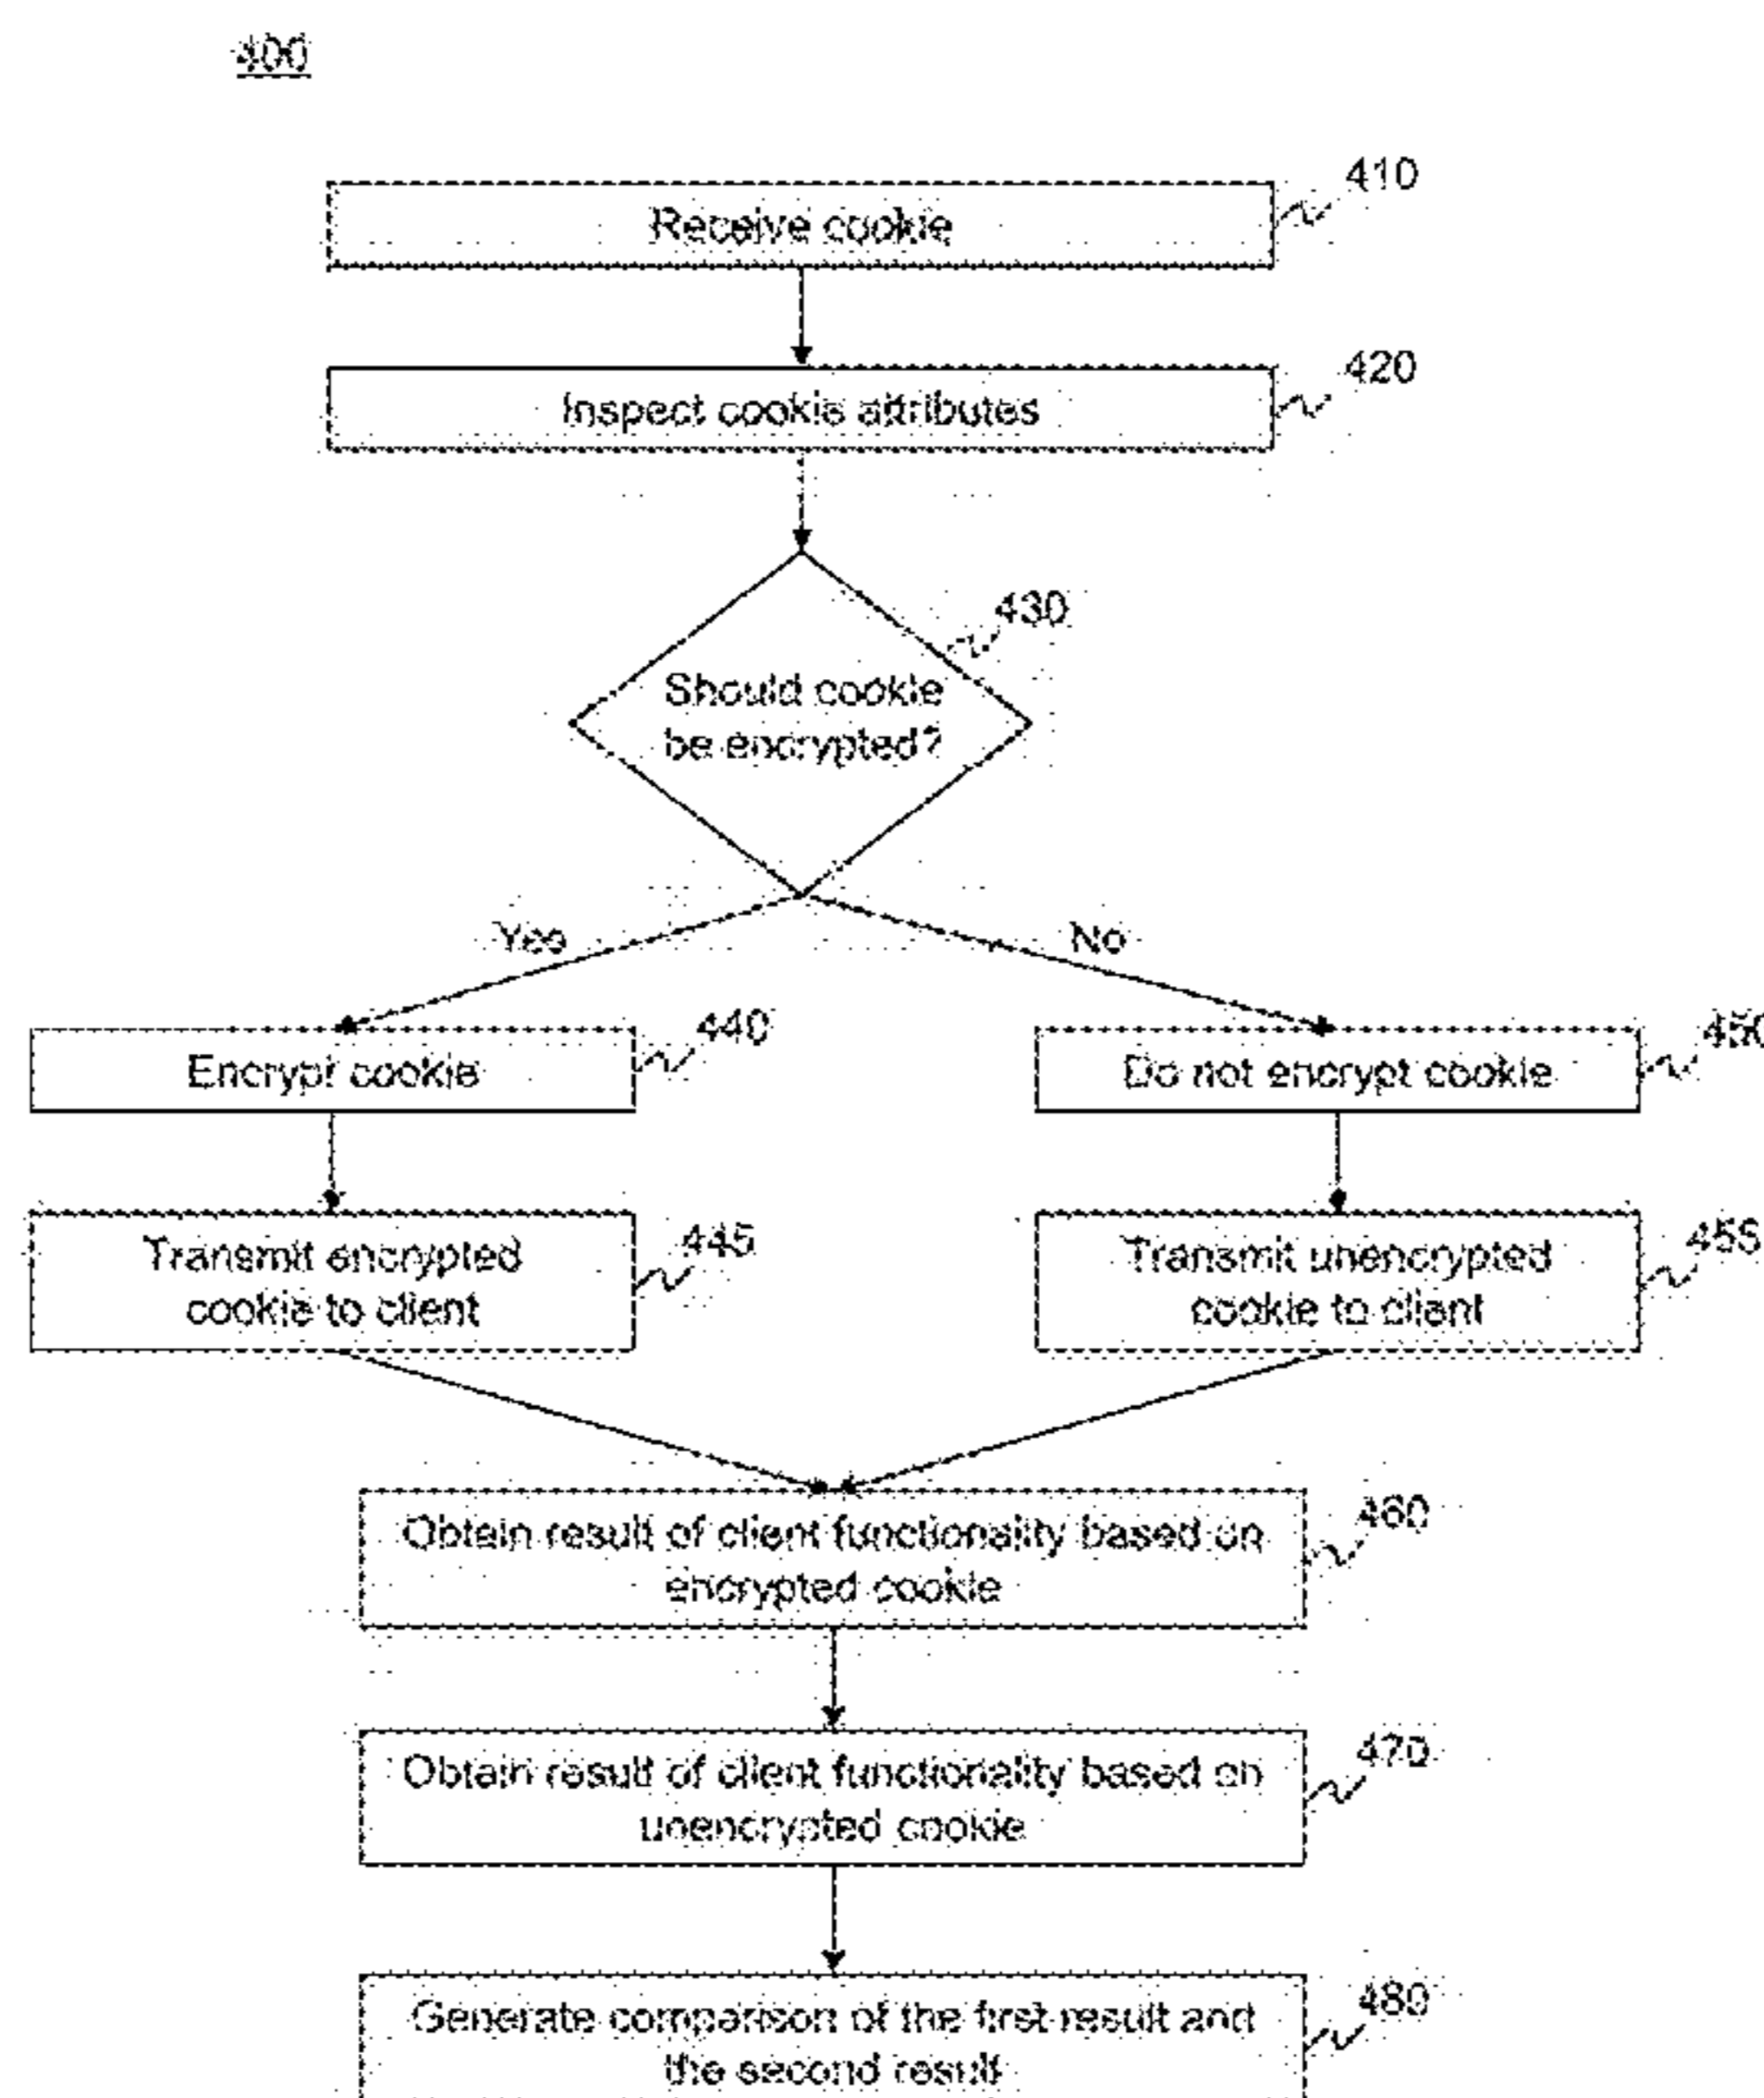 400
410
Receive cookie
420
Inspect cookie attributes
430
Should cookie
be encrypted?
Yes
No
440
Encrypt cookie
450
Do not encrypt cookie
445
Transmit encrypted
cookie to client
455
Transmit unencrypted
cookie to client
460
Obtain result of client functionality based on
encrypted cookie
470
Obtain result of client functionality based on
unencrypted cookie
480
Generate comparison of the first result and
the second result